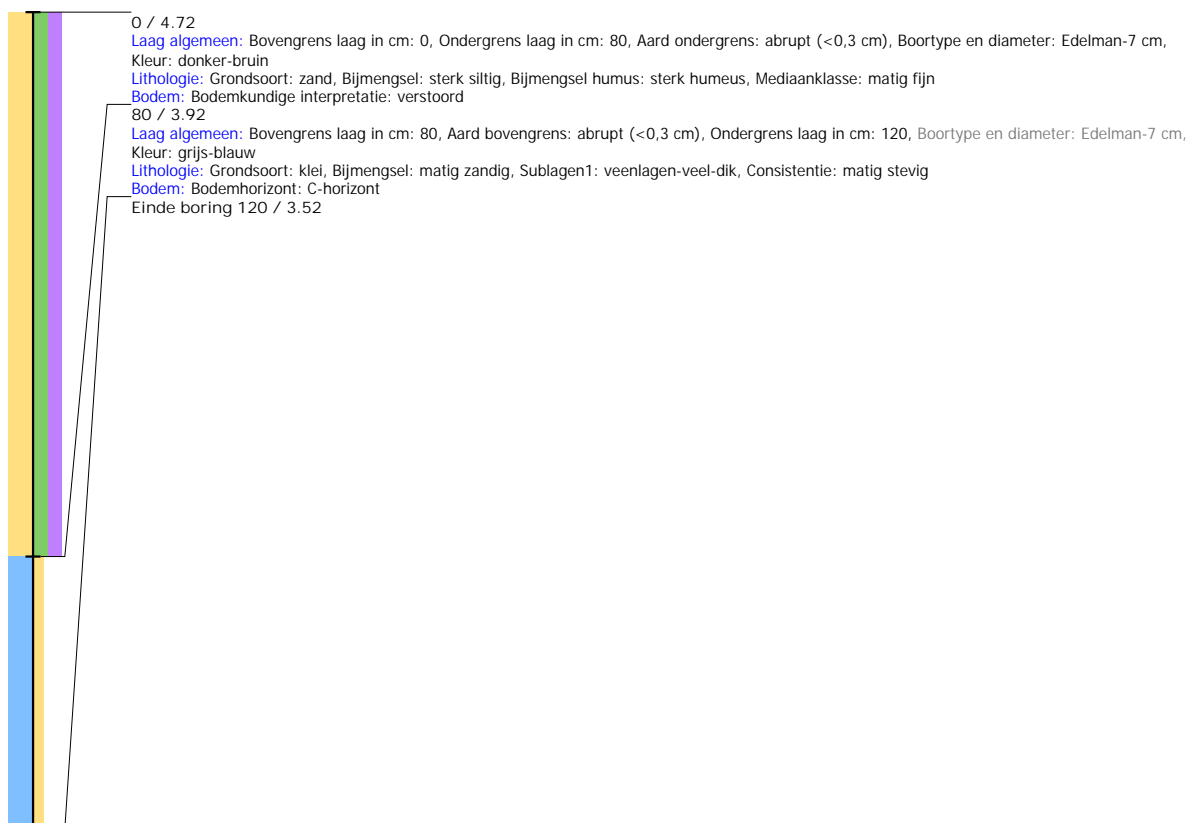 0 / 4.72
Laag algemeen: Bovengrens laag in cm: 0, Ondergrens laag in cm: 80, Aard ondergrens: abrupt (<0,3 cm), Boortype en diameter: Edelman-7 cm,
Kleur: donker-bruin
Lithologie: Grondsoort: zand, Bijmengsel: sterk siltig, Bijmengsel humus: sterk humeus, Mediaanklasse: matig fijn
Bodem: Bodemkundige interpretatie: verstoord
80 / 3.92
Laag algemeen: Bovengrens laag in cm: 80, Aard bovengrens: abrupt (<0,3 cm), Ondergrens laag in cm: 120, Boortype en diameter: Edelman-7 cm,
Kleur: grijs-blauw
Lithologie: Grondsoort: klei, Bijmengsel: matig zandig, Sublagen1: veenlagen-veel-dik, Consistentie: matig stevig
Bodem: Bodemhorizont: C-horizont
Einde boring 120 / 3.52